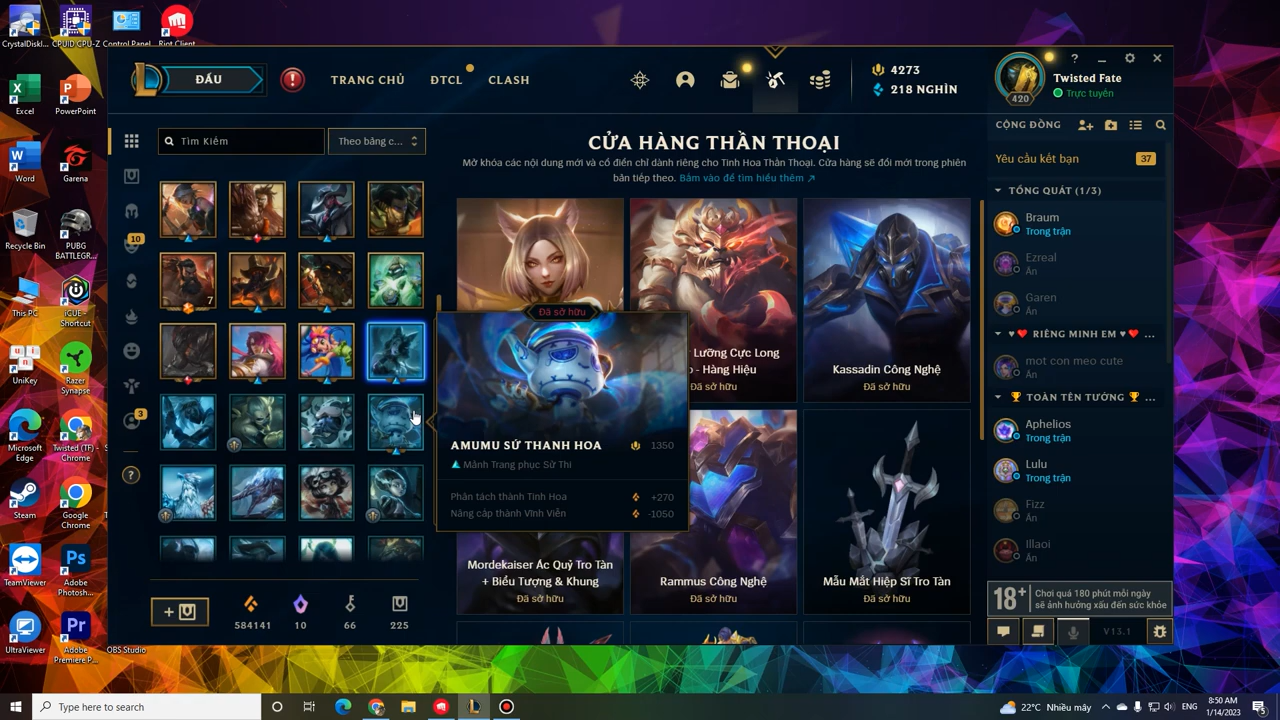 CrystalDiskI...
CPUID CPU-Z
Control Panel
Riot Client
Excel
PowerPoint
Word
Garena
Recycle Bin
PUBG BATTLEGR...
This PC
iCUE - Shortcut
UniKey
Razer Synapse
Microsoft Edge
Twisted (TF) - Chrome
Steam
Google Chrome
TeamViewer
Adobe Photosh...
UltraViewer
Adobe Premiere P...
OBS Studio
ĐẤU
TRANG CHỦ
ĐTCL
CLASH
4273
218 NGHÌN
420
Twisted Fate
Trực tuyến
Tìm Kiếm
Theo bảng c...
10
3
7
CỬA HÀNG THẦN THOẠI
Mở khóa các nội dung mới và cổ điển chỉ dành riêng cho Tinh Hoa Thần Thoại. Cửa hàng sẽ đổi mới trong phiên
bản tiếp theo. Bấm vào để tìm hiểu thêm
Lưỡng Cực Long
- Hàng Hiệu
Đã sở hữu
Kassadin Công Nghệ
Đã sở hữu
Đã sở hữu
AMUMU SỨ THANH HOA
1350
Mảnh Trang phục Sử Thi
Phân tách thành Tinh Hoa
+270
Nâng cấp thành Vĩnh Viễn
-1050
Mordekaiser Ác Quỷ Tro Tàn
+ Biểu Tượng & Khung
Đã sở hữu
Rammus Công Nghệ
Đã sở hữu
Mẫu Mắt Hiệp Sĩ Tro Tàn
Đã sở hữu
584141
10
66
225
CỘNG ĐỒNG
Yêu cầu kết bạn
37
TỔNG QUÁT (1/3)
Braum
Trong trận
Ezreal
Ẩn
Garen
Ẩn
♥❤️ RIÊNG MINH EM ♥❤️ ...
mot con meo cute
🏆 TOÀN TÊN TƯỚNG 🏆 ...
Aphelios
Trong trận
Lulu
Trong trận
Fizz
Ẩn
Illaoi
Ẩn
18+
Chơi quá 180 phút mỗi ngày
sẽ ảnh hưởng xấu đến sức khỏe
V13.1
Type here to search
22°C Nhiều mây
ENG
8:50 AM
1/14/2023
5